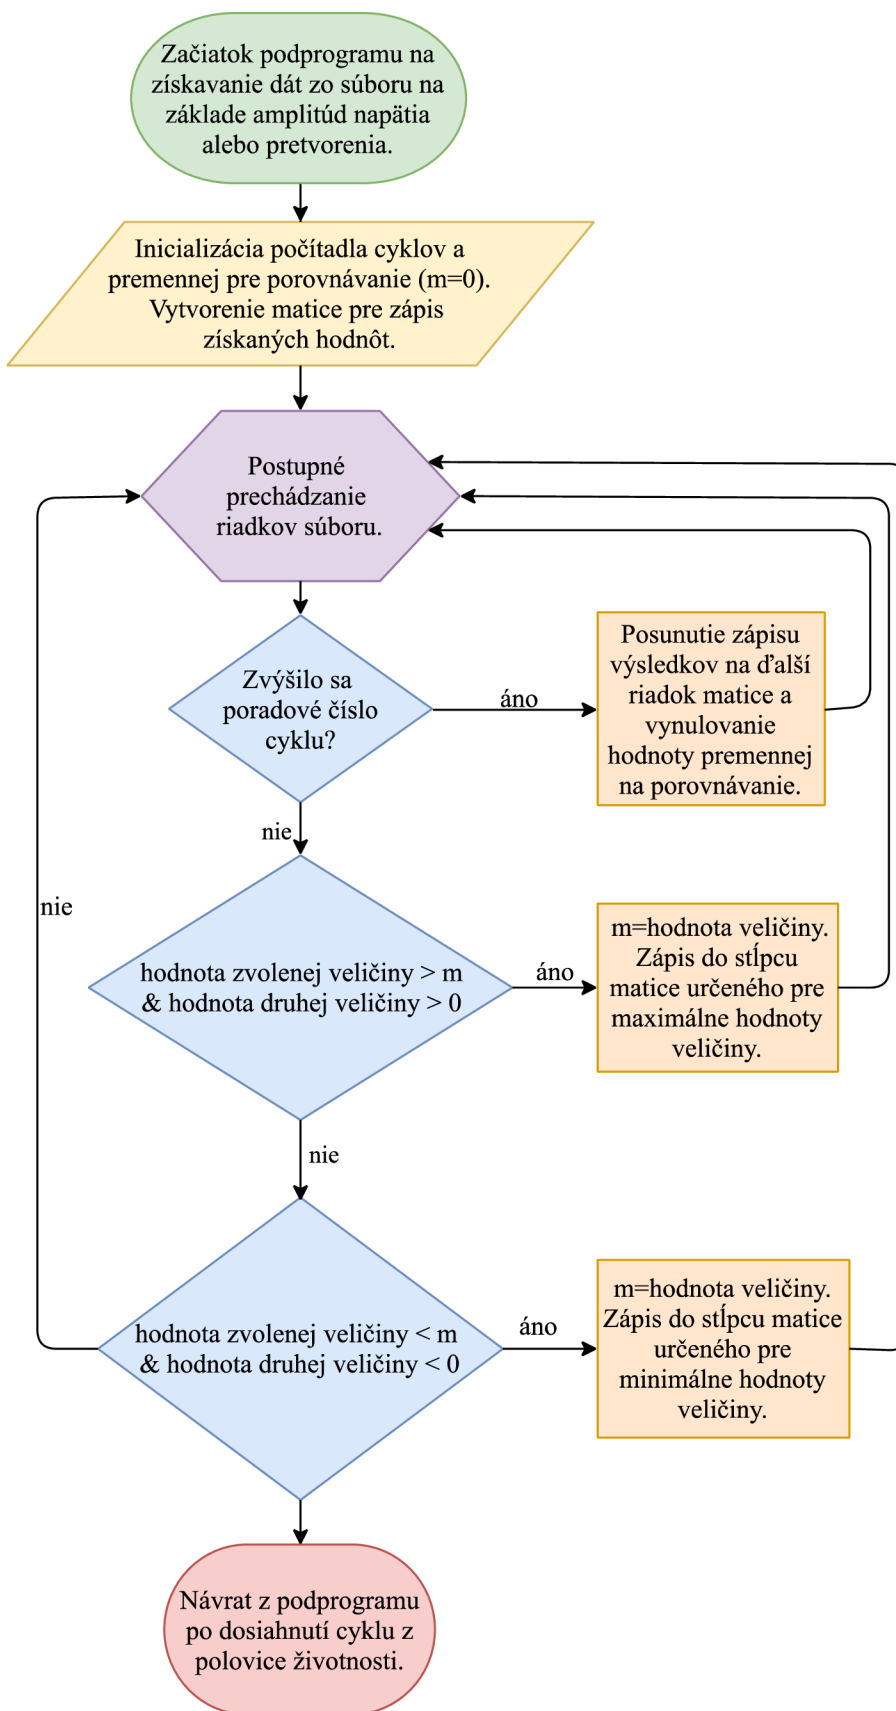 Začiatok podprogramu na
získavanie dát zo súboru na
základe amplitúd napätia
alebo pretvorenia.
Inicializácia počítadla cyklov a
premennej pre porovnávanie (m=0).
Vytvorenie matice pre zápis
získaných hodnôt.
Postupné
prechádzanie
riadkov súboru.
Zvýšilo sa
poradové číslo
cyklu?
áno
Posunutie zápisu
výsledkov na ďalší
riadok matice a
vynulovanie
hodnoty premennej
na porovnávanie.
nie
nie
hodnota zvolenej veličiny > m
& hodnota druhej veličiny > 0
áno
m=hodnota veličiny.
Zápis do stĺpcu
matice určeného pre
maximálne hodnoty
veličiny.
nie
hodnota zvolenej veličiny < m
& hodnota druhej veličiny < 0
áno
m=hodnota veličiny.
Zápis do stĺpcu matice
určeného pre
minimálne hodnoty
veličiny.
Návrat z podprogramu
po dosiahnutí cyklu z
polovice životnosti.